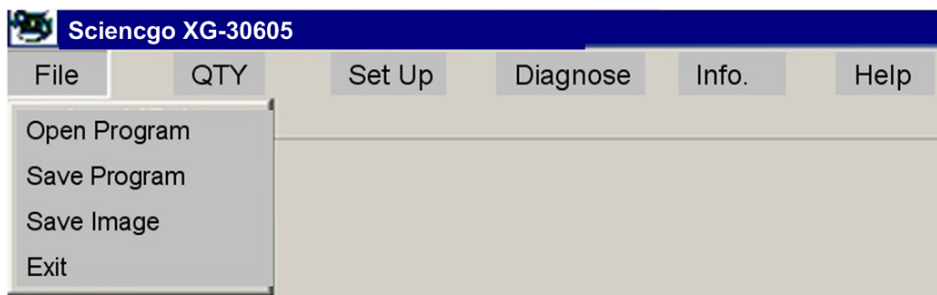 Sciencgo XG-30605
File QTY Set Up Diagnose Info. Help
Open Program
Save Program
Save Image
Exit